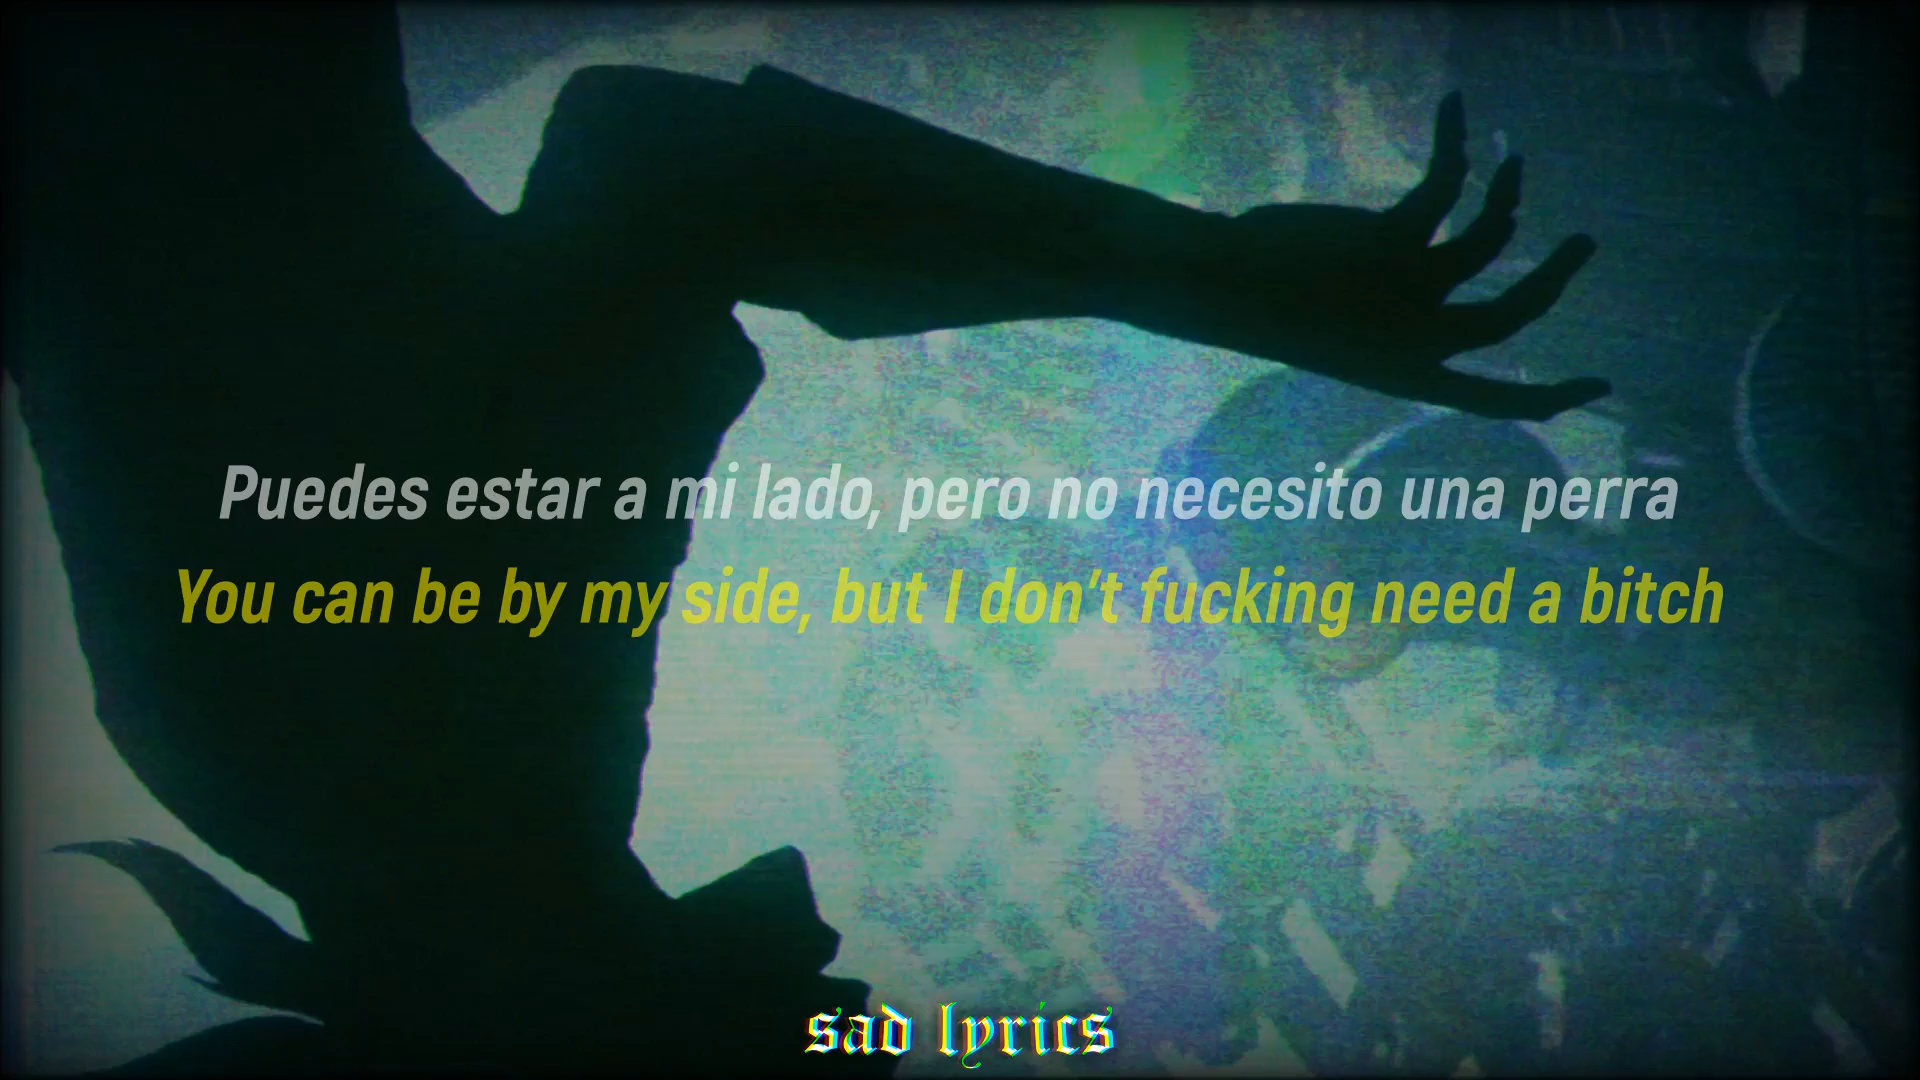 Puedes estar a mi lado, pero no necesito una perra
You can be by my side, but I don't fucking need a bitch
sad lyrics